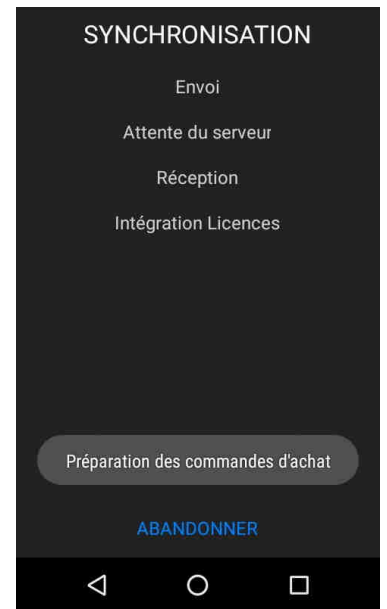 SYNCHRONISATION
Envoi
Attente du serveur
Réception
Intégration Licences
Préparation des commandes d'achat
ABANDONNER